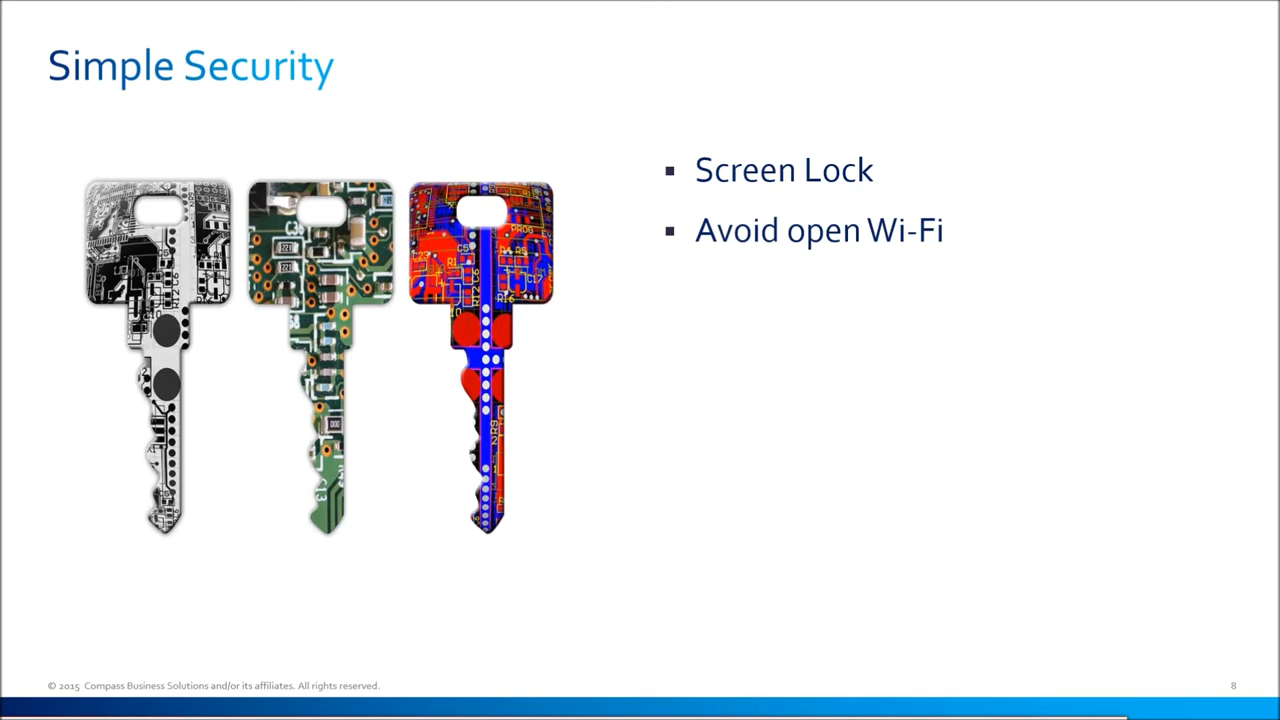 Simple Security
Screen Lock
Avoid open Wi-Fi
© 2015 Compass Business Solutions and/or its affiliates. All rights reserved.
8